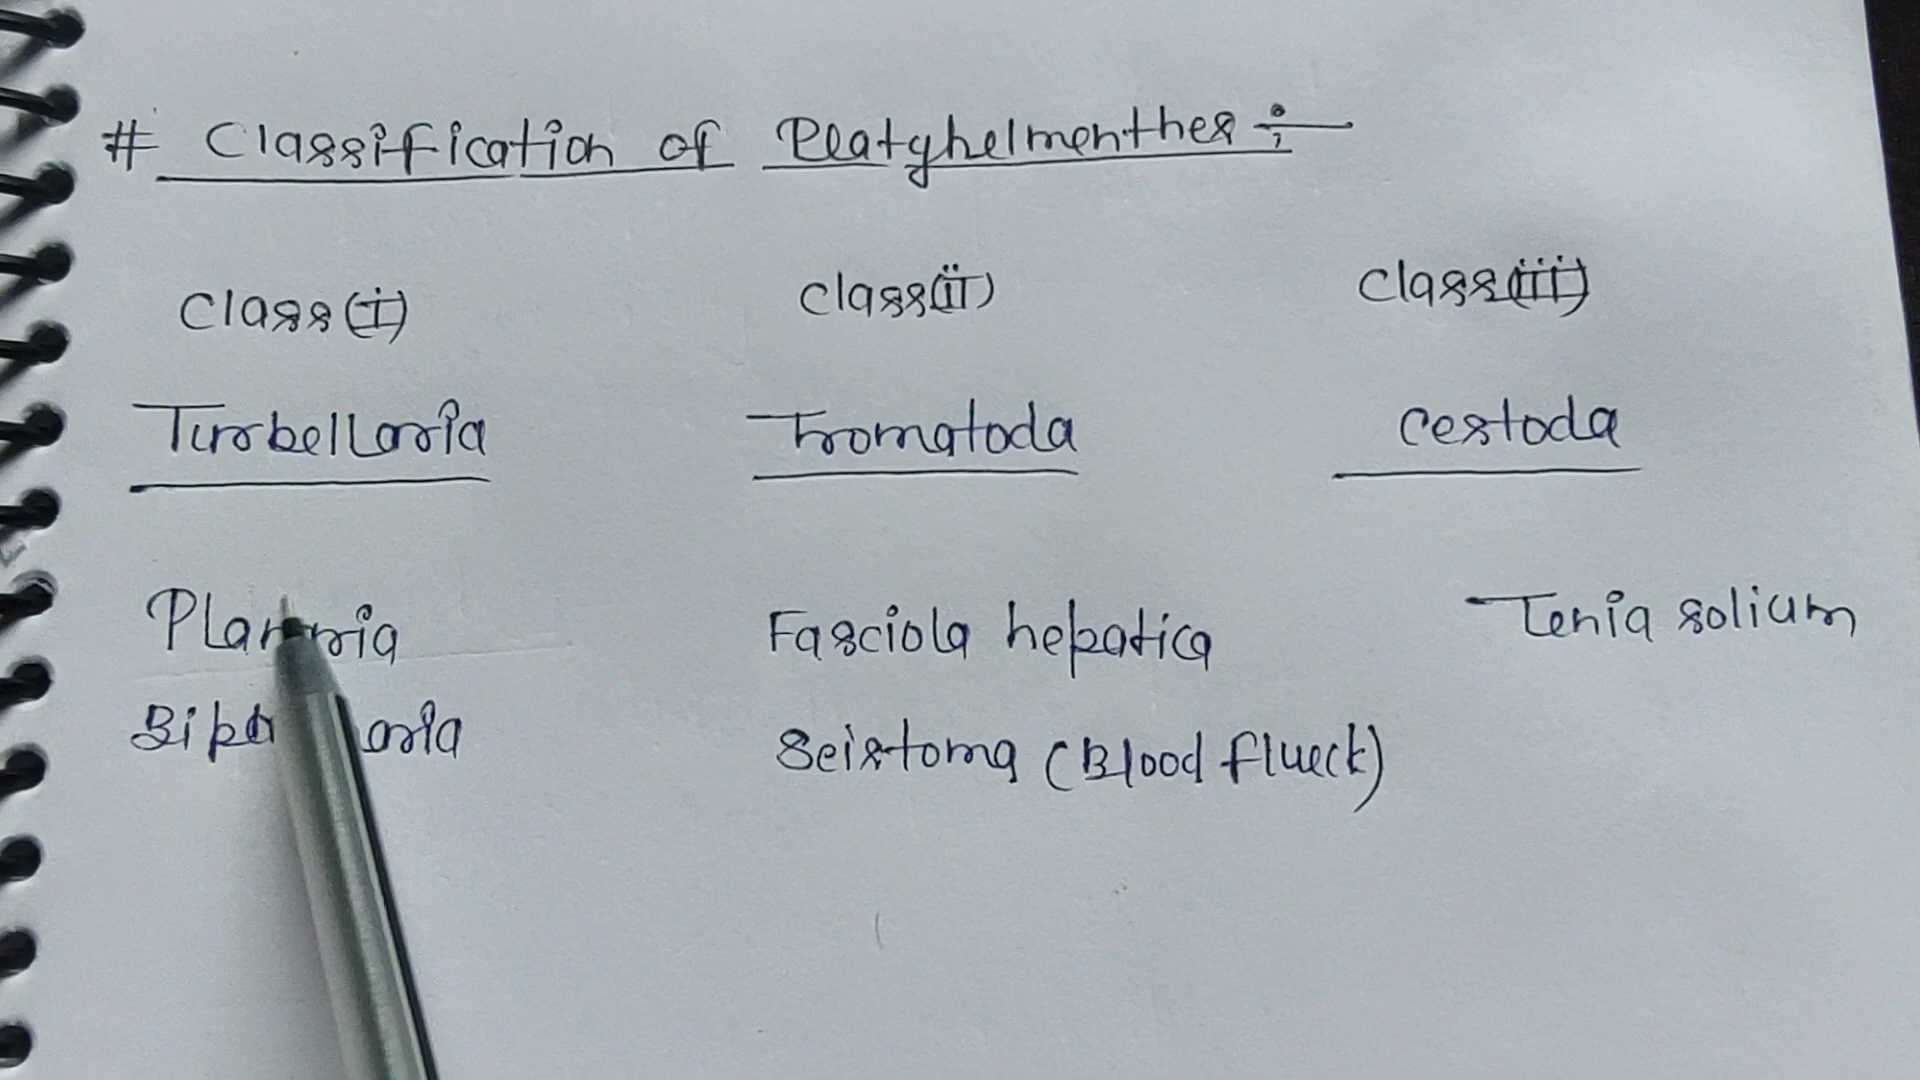 # Classification of Platyhelmenthes :-
Class (i) Class (ii) Class (iii)
Turbellaria Trematoda Cestoda
Fasciola hepatica Tenia solium
Seistoma (Blood flueck)